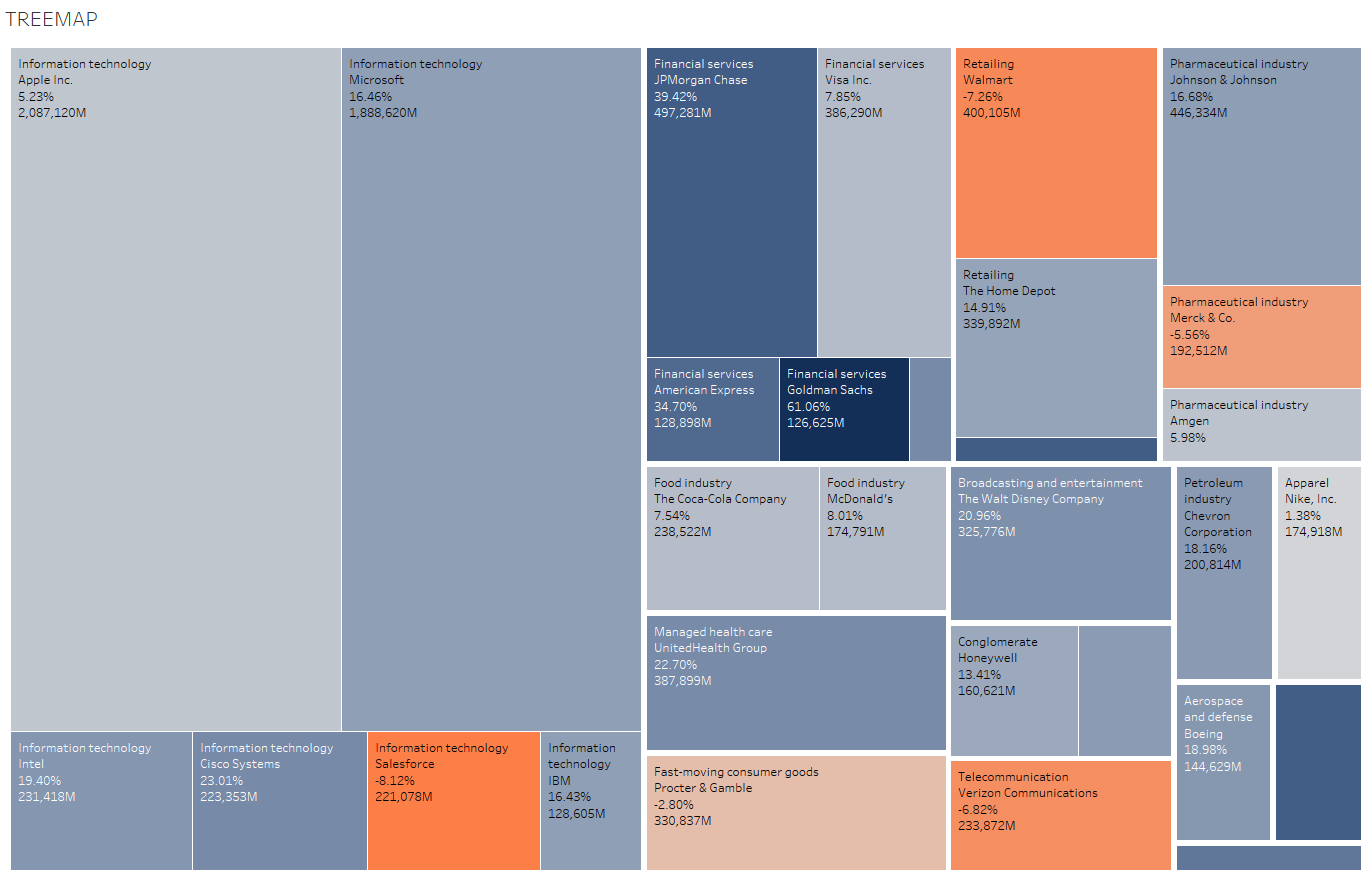 TREEMAP
Information technology
Apple Inc.
5.23%
2,087,120M
Information technology
Microsoft
16.46%
1,888,620M
Information technology
Intel
19.40%
231,418M
Information technology
Cisco Systems
23.01%
223,353M
Information technology
Salesforce
-8.12%
221,078M
Information
technology
IBM
16.43%
128,605M
Financial services
JPMorgan Chase
39.42%
497,281M
Financial services
Visa Inc.
7.85%
386,290M
Financial services
American Express
34.70%
128,898M
Financial services
Goldman Sachs
61.06%
126,625M
Retailing
Walmart
-7.26%
400,105M
Retailing
The Home Depot
14.91%
339,892M
Pharmaceutical industry
Johnson & Johnson
16.68%
446,334M
Pharmaceutical industry
Merck & Co.
-5.56%
192,512M
Pharmaceutical industry
Amgen
5.98%
Food industry
The Coca-Cola Company
7.54%
238,522M
Food industry
McDonald's
8.01%
174,791M
Managed health care
UnitedHealth Group
22.70%
387,899M
Fast-moving consumer goods
Procter & Gamble
-2.80%
330,837M
Broadcasting and entertainment
The Walt Disney Company
20.96%
325,776M
Conglomerate
Honeywell
13.41%
160,621M
Telecommunication
Verizon Communications
-6.82%
233,872M
Petroleum
industry
Chevron
Corporation
18.16%
200,814M
Apparel
Nike, Inc.
1.38%
174,918M
Aerospace
and defense
Boeing
18.98%
144,629M